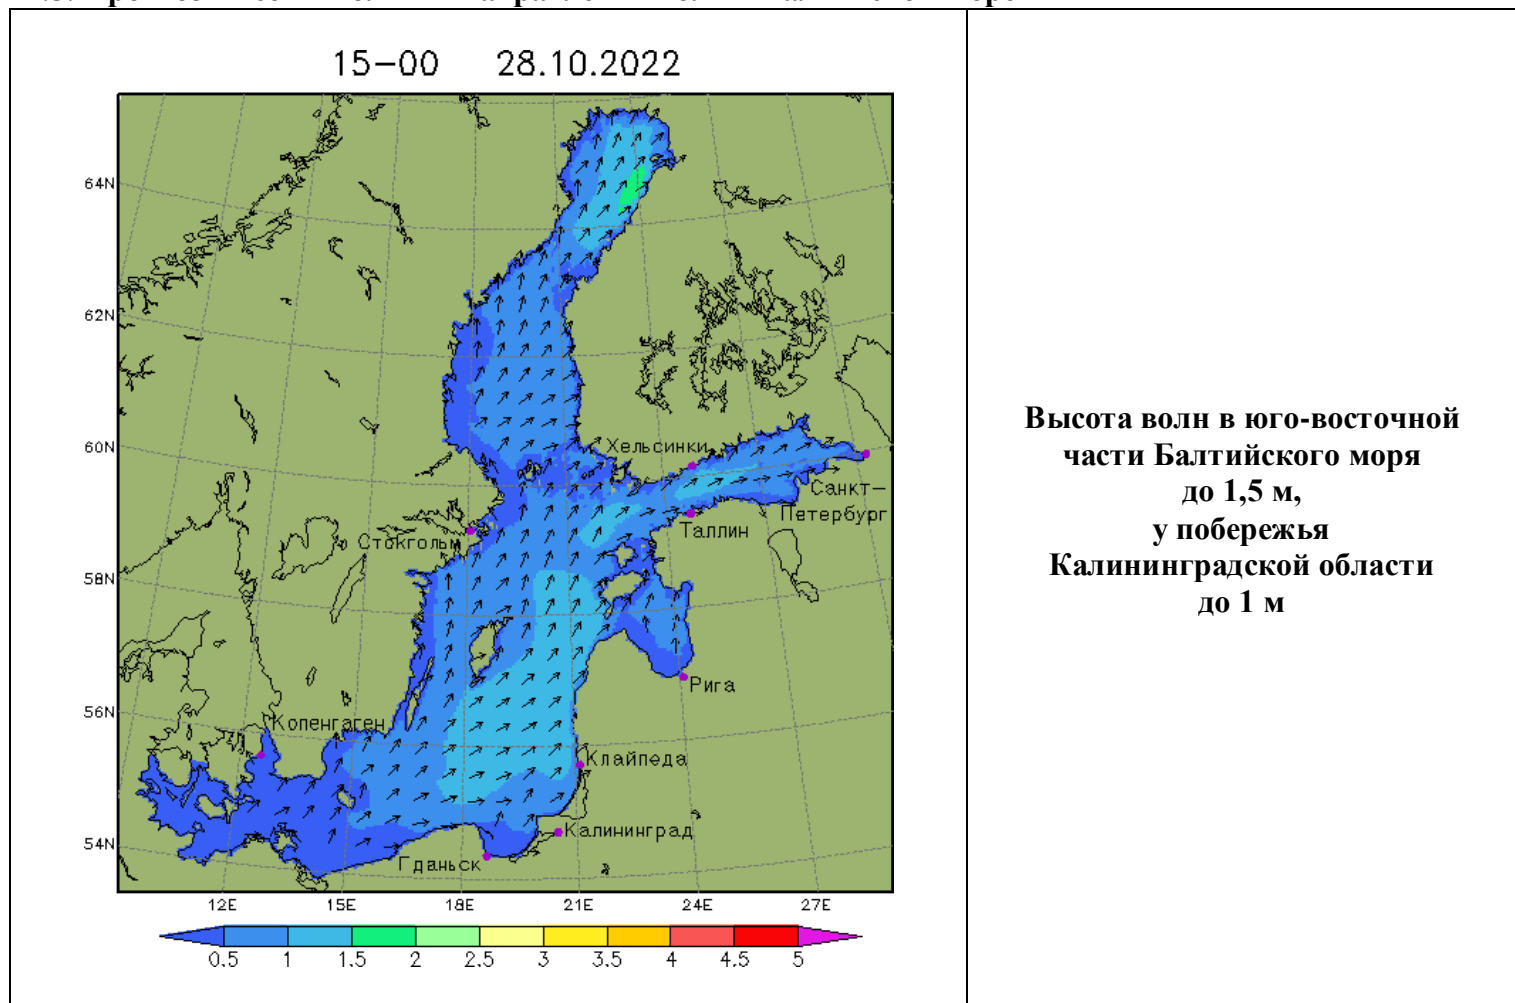 15-00 28.10.2022
64N
62N
60N
58N
56N
54N
Хельсинки
Санкт-
Петербург
Таллин
Стокгольм
Рига
Копенгаген
Клайпеда
Калининград
Гданьск
12E 15E 18E 21E 24E 27E
0.5 1 1.5 2 2.5 3 3.5 4 4.5 5
Высота волн в юго-восточной
части Балтийского моря
до 1,5 м,
у побережья
Калининградской области
до 1 м